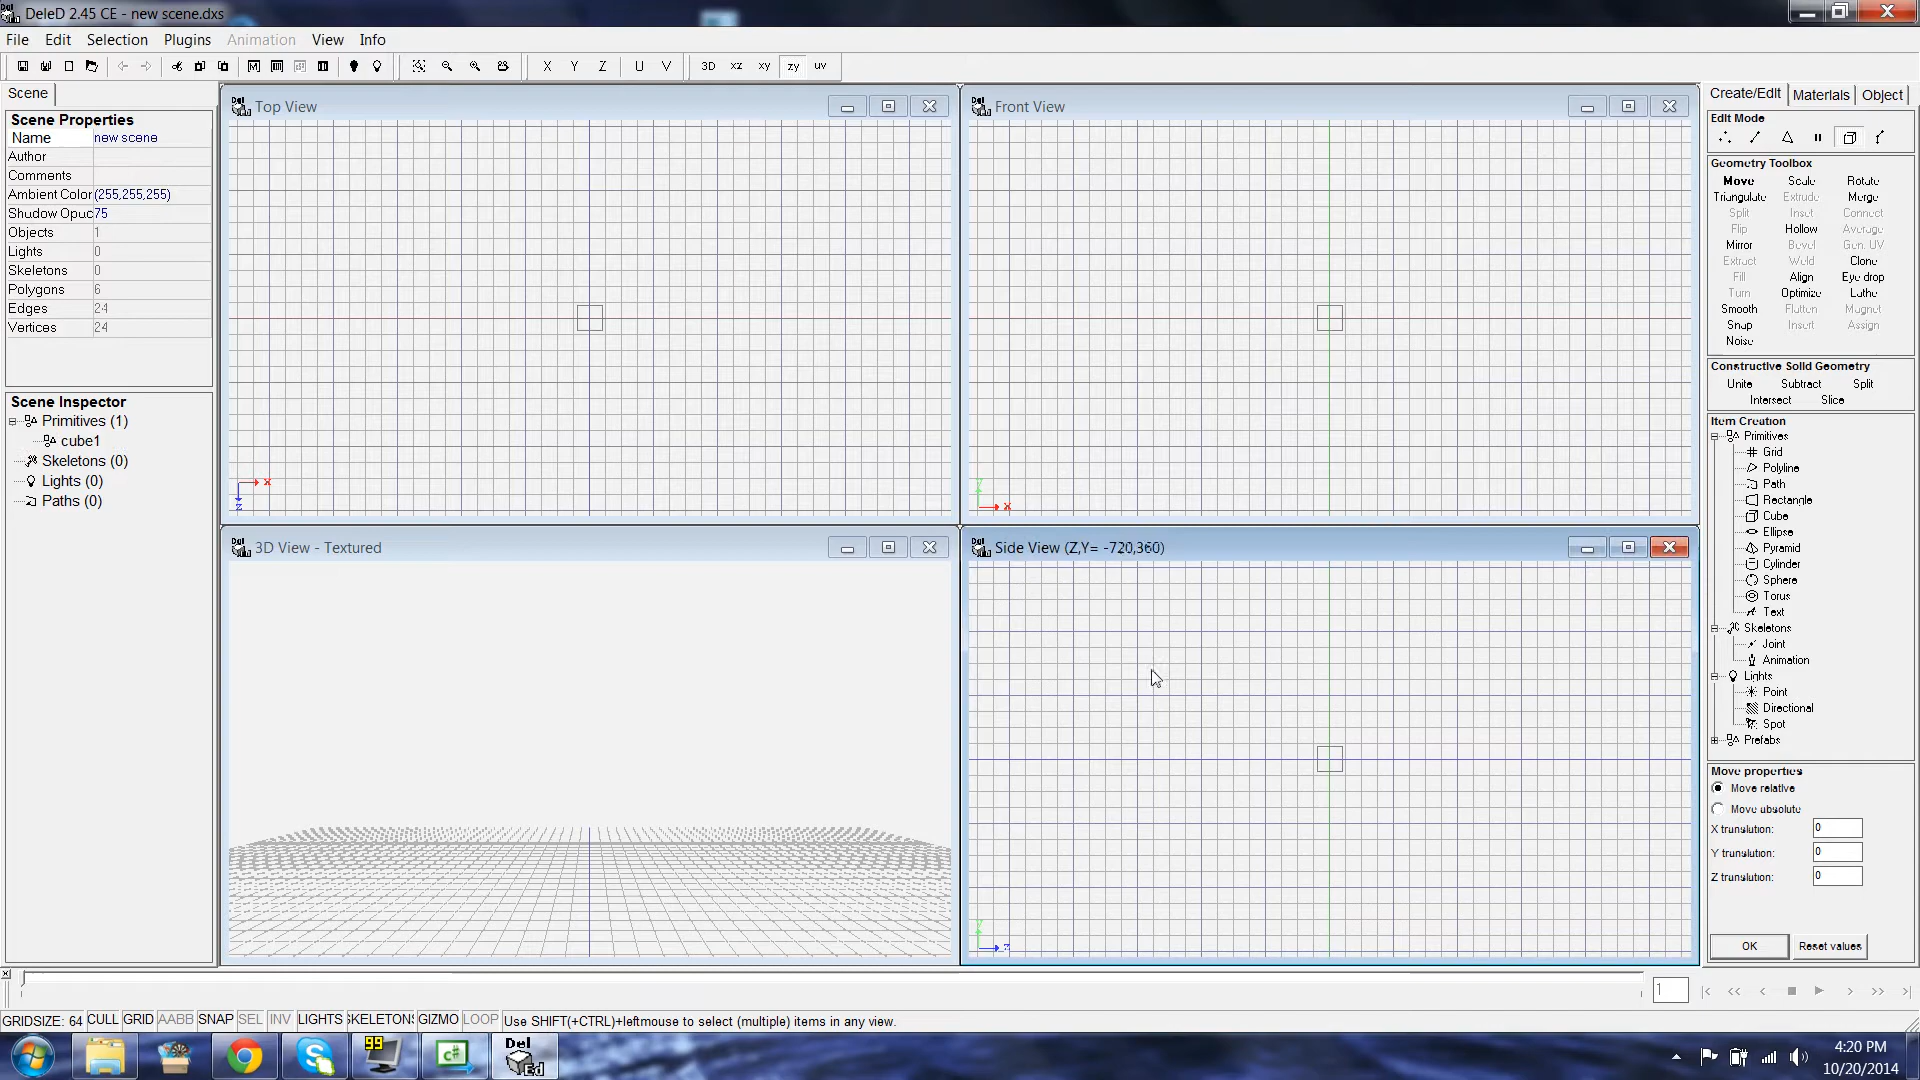 DeleD 2.45 CE - new scene.dxs
File Edit Selection Plugins Animation View Info
X Y Z U V 3D xz xy zy uv
Scene
Scene Properties
Name new scene
Author
Comments
Ambient Color (255,255,255)
Shadow Opac 75
Objects 1
Lights 0
Skeletons 0
Polygons 6
Edges 24
Vertices 24
Scene Inspector
Primitives (1)
cube1
Skeletons (0)
Lights (0)
Paths (0)
Top View
x
z
Front View
y
x
3D View - Textured
Side View (Z,Y= -720,360)
y
z
Create/Edit Materials Object
Edit Mode
Geometry Toolbox
Move Scale Rotate
Triangulate Extrude Merge
Split Inset Connect
Flip Hollow Average
Mirror Bevel Gen. UV
Extract Weld Clone
Fill Align Eye drop
Turn Optimize Lathe
Smooth Flatten Magnet
Snap Insert Assign
Noise
Constructive Solid Geometry
Unite Subtract Split
Intersect Slice
Item Creation
Primitives
Grid
Polyline
Path
Rectangle
Cube
Ellipse
Pyramid
Cylinder
Sphere
Torus
Text
Skeletons
Joint
Animation
Lights
Point
Directional
Spot
Prefabs
Move properties
Move relative
Move absolute
X translation: 0
Y translation: 0
Z translation: 0
OK Reset values
1
GRIDSIZE: 64 CULL GRID AABB SNAP SEL INV LIGHTS SKELETONS GIZMO LOOP Use SHIFT(+CTRL)+leftmouse to select (multiple) items in any view.
99
C#
Del
Ed
4:20 PM
10/20/2014